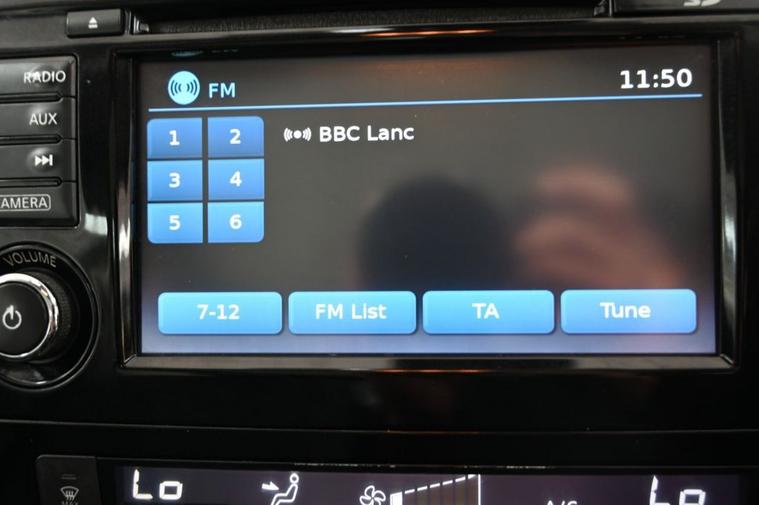 RADIO
AUX
CAMERA
VOLUME
FM
11:50
1 2
3 4
5 6
BBC Lanc
7-12 FM List TA Tune
Lo
A/C
Lo